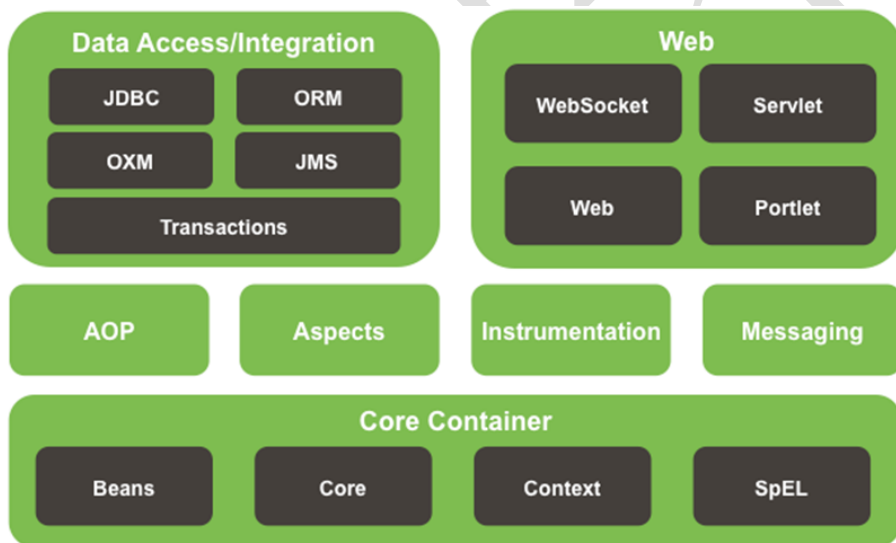 Data Access/Integration
JDBC
ORM
OXM
JMS
Transactions
Web
WebSocket
Servlet
Web
Portlet
AOP
Aspects
Instrumentation
Messaging
Core Container
Beans
Core
Context
SpEL